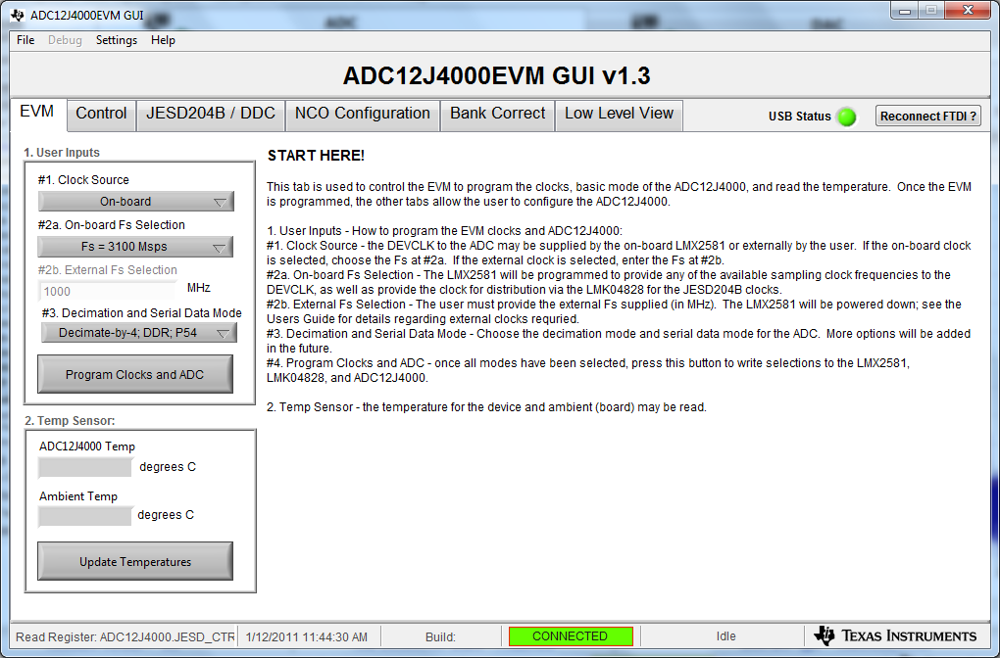 ADC12J4000EVM GUI
File Debug Settings Help
ADC12J4000EVM GUI v1.3
EVM Control JESD204B / DDC NCO Configuration Bank Correct Low Level View USB Status Reconnect FTDI ?
1. User Inputs
#1. Clock Source
On-board
#2a. On-board Fs Selection
Fs = 3100 Msps
#2b. External Fs Selection
1000 MHz
#3. Decimation and Serial Data Mode
Decimate-by-4; DDR; P54
Program Clocks and ADC
2. Temp Sensor:
ADC12J4000 Temp
degrees C
Ambient Temp
degrees C
Update Temperatures
START HERE!
This tab is used to control the EVM to program the clocks, basic mode of the ADC12J4000, and read the temperature. Once the EVM
is programmed, the other tabs allow the user to configure the ADC12J4000.
1. User Inputs - How to program the EVM clocks and ADC12J4000:
#1. Clock Source - the DEVCLK to the ADC may be supplied by the on-board LMX2581 or externally by the user. If the on-board clock
is selected, choose the Fs at #2a. If the external clock is selected, enter the Fs at #2b.
#2a. On-board Fs Selection - The LMX2581 will be programmed to provide any of the available sampling clock frequencies to the
DEVCLK, as well as provide the clock for distribution via the LMK04828 for the JESD204B clocks.
#2b. External Fs Selection - The user must provide the external Fs supplied (in MHz). The LMX2581 will be powered down; see the
Users Guide for details regarding external clocks requried.
#3. Decimation and Serial Data Mode - Choose the decimation mode and serial data mode for the ADC. More options will be added
in the future.
#4. Program Clocks and ADC - once all modes have been selected, press this button to write selections to the LMX2581,
LMK04828, and ADC12J4000.
2. Temp Sensor - the temperature for the device and ambient (board) may be read.
Read Register: ADC12J4000.JESD_CTR 1/12/2011 11:44:30 AM Build: CONNECTED Idle TEXAS INSTRUMENTS